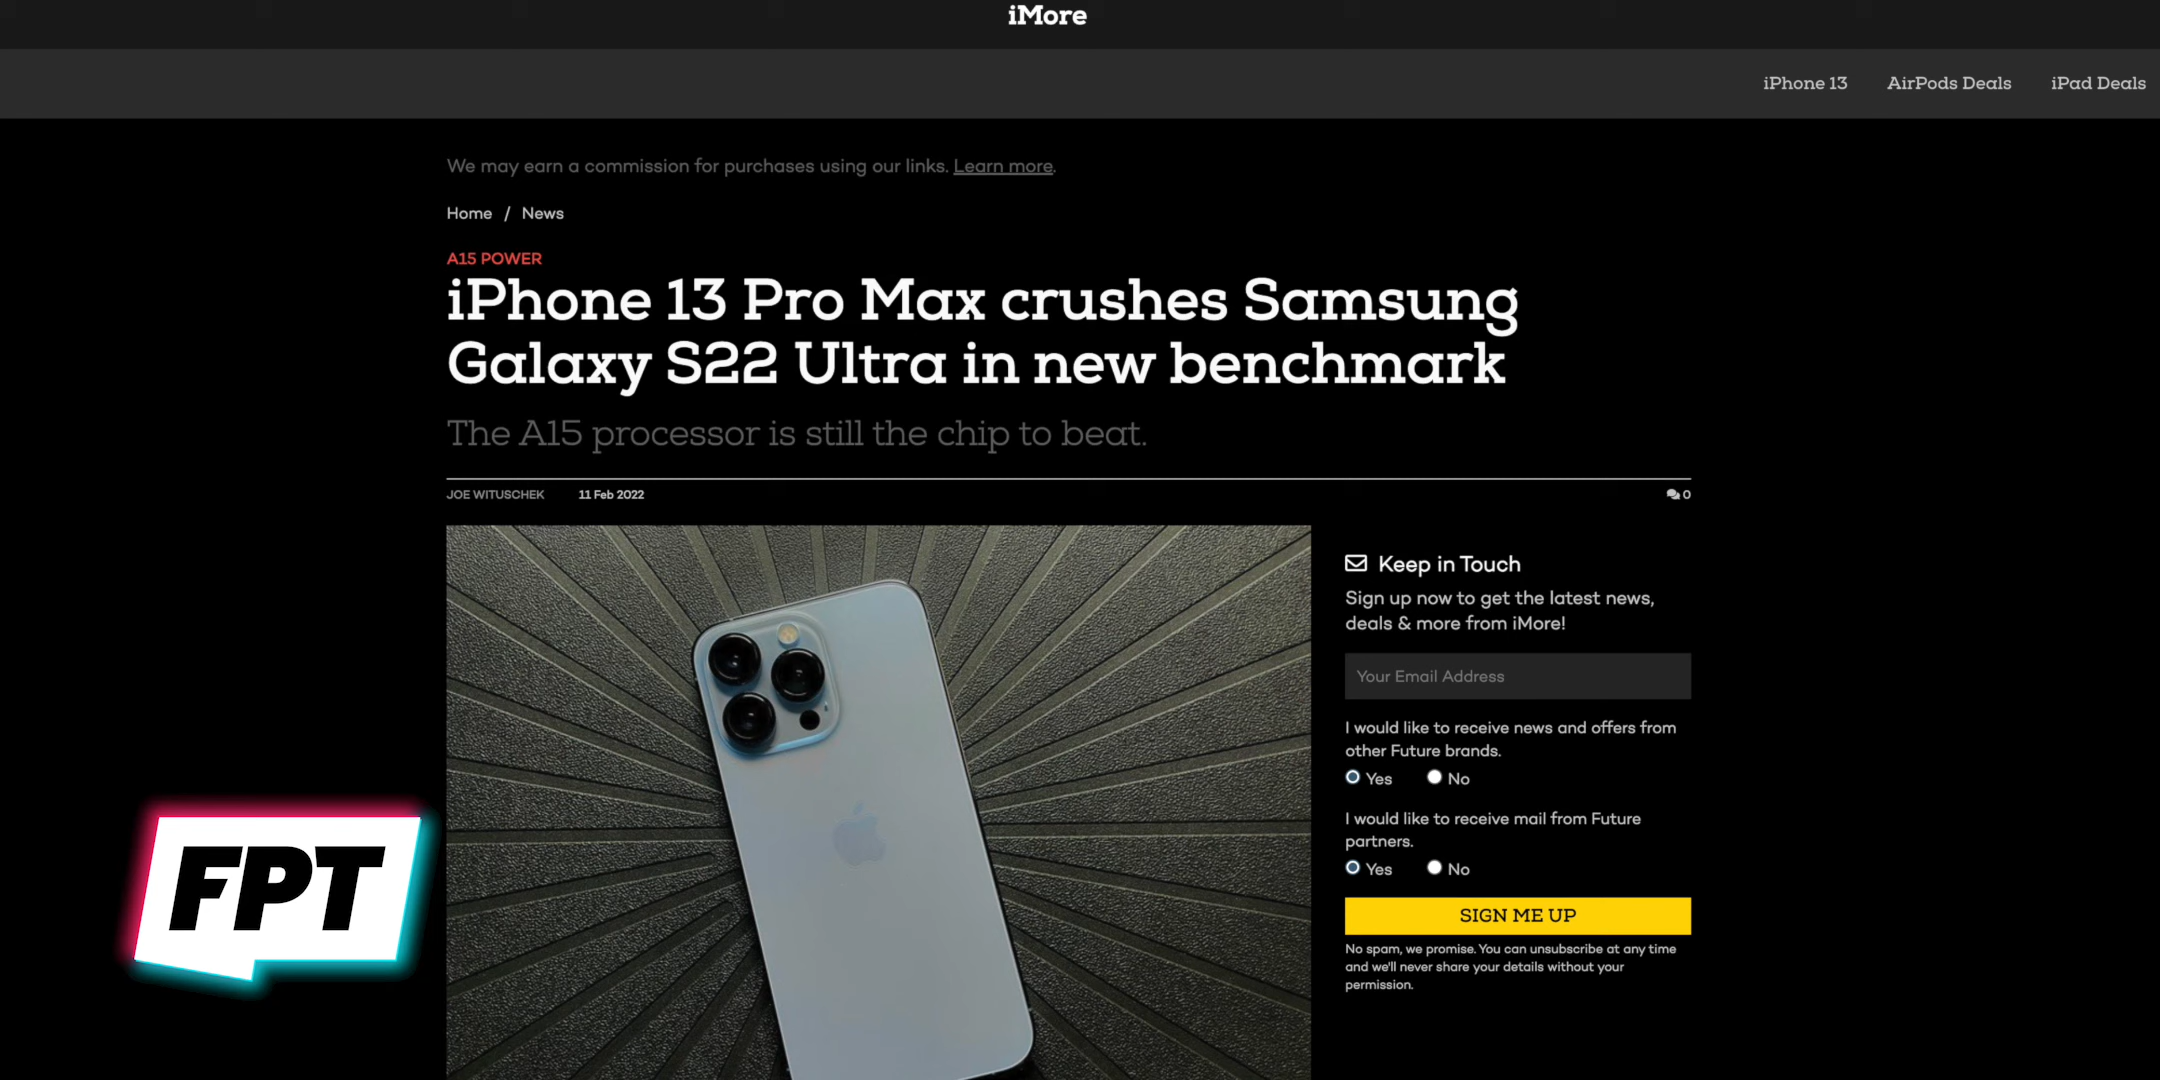 iMore
iPhone 13 AirPods Deals iPad Deals
We may earn a commission for purchases using our links. Learn more.
Home / News
A15 POWER
iPhone 13 Pro Max crushes Samsung
Galaxy S22 Ultra in new benchmark
The A15 processor is still the chip to beat.
JOE WITUSCHEK 11 Feb 2022 0
Keep in Touch
Sign up now to get the latest news,
deals & more from iMore!
Your Email Address
I would like to receive news and offers from
other Future brands.
Yes No
I would like to receive mail from Future
partners.
Yes No
SIGN ME UP
No spam, we promise. You can unsubscribe at any time
and we'll never share your details without your
permission.
FPT